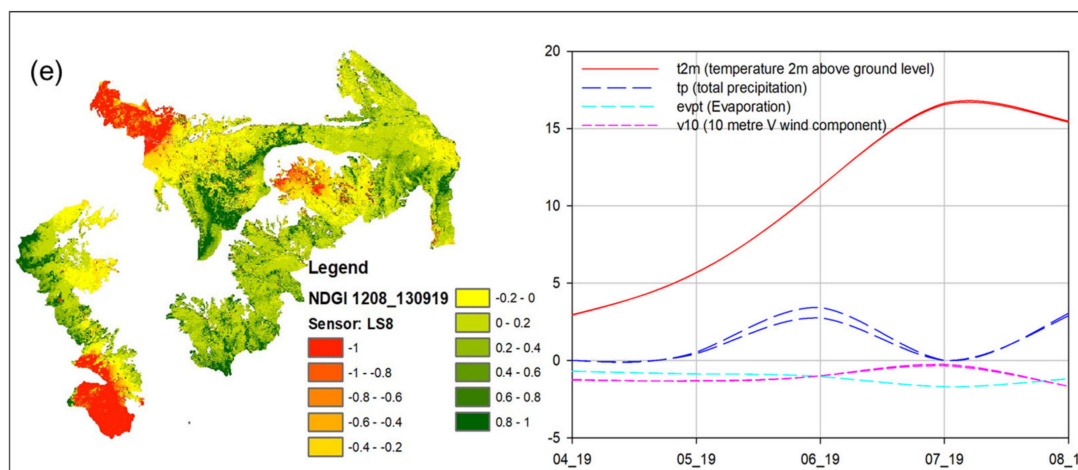 (e)
Legend
NDGI 1208_130919
Sensor: LS8
-1
-1 - -0.8
-0.8 - -0.6
-0.6 - -0.4
-0.4 - -0.2
-0.2 - 0
0 - 0.2
0.2 - 0.4
0.4 - 0.6
0.6 - 0.8
0.8 - 1
t2m (temperature 2m above ground level)
tp (total precipitation)
evpt (Evaporation)
v10 (10 metre V wind component)
20
15
10
5
0
-5
04_19
05_19
06_19
07_19
08_1